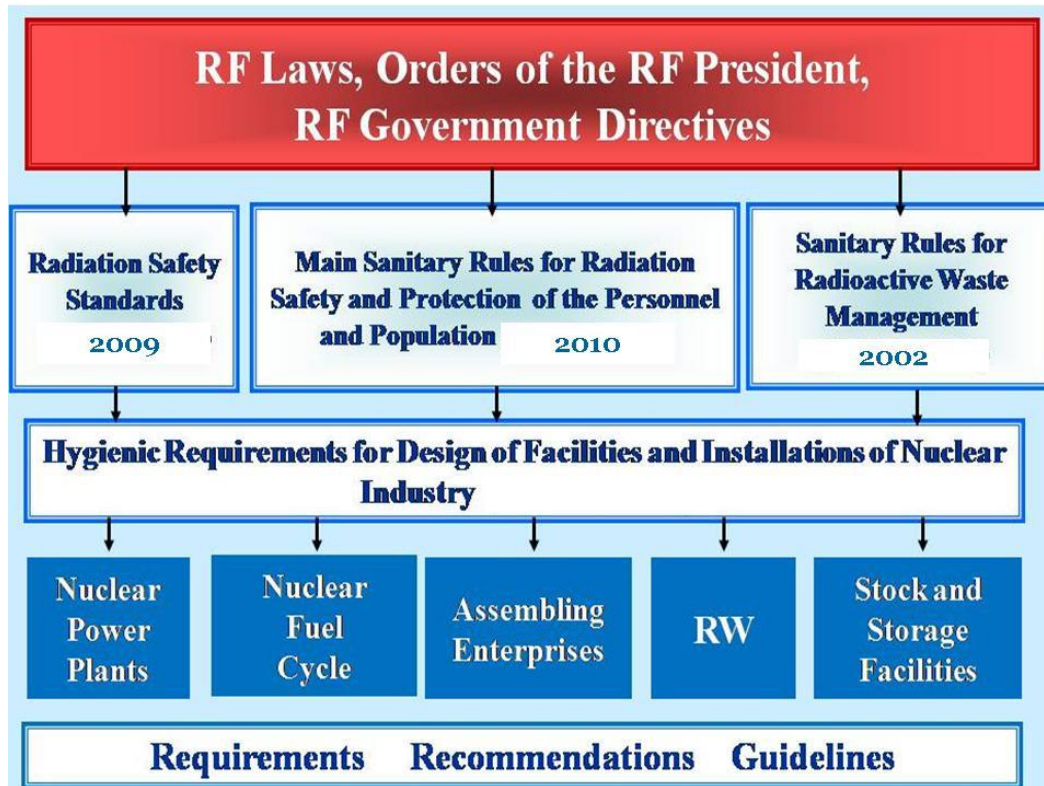 RF Laws, Orders of the RF President,
RF Government Directives
Radiation Safety
Standards
2009
Main Sanitary Rules for Radiation
Safety and Protection of the Personnel
and Population 2010
Sanitary Rules for
Radioactive Waste
Management
2002
Hygienic Requirements for Design of Facilities and Installations of Nuclear
Industry
Nuclear
Power
Plants
Nuclear
Fuel
Cycle
Assembling
Enterprises
RW
Stock and
Storage
Facilities
Requirements Recommendations Guidelines